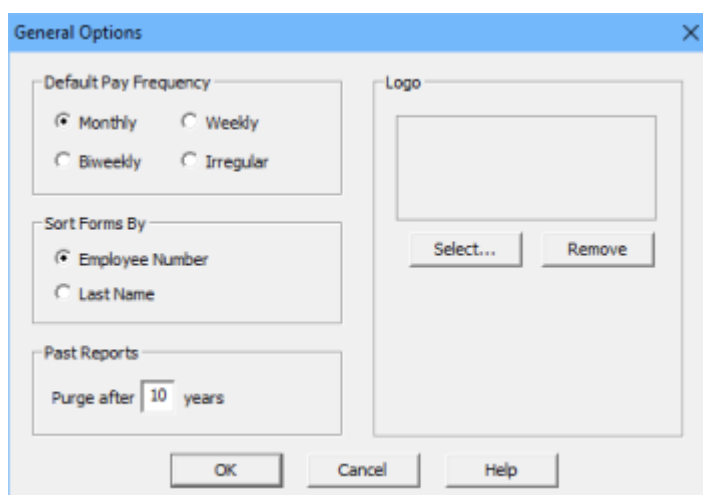 General Options
Default Pay Frequency
Monthly Weekly
Biweekly Irregular
Sort Forms By
Employee Number
Last Name
Past Reports
Purge after 10 years
Logo
Select... Remove
OK Cancel Help